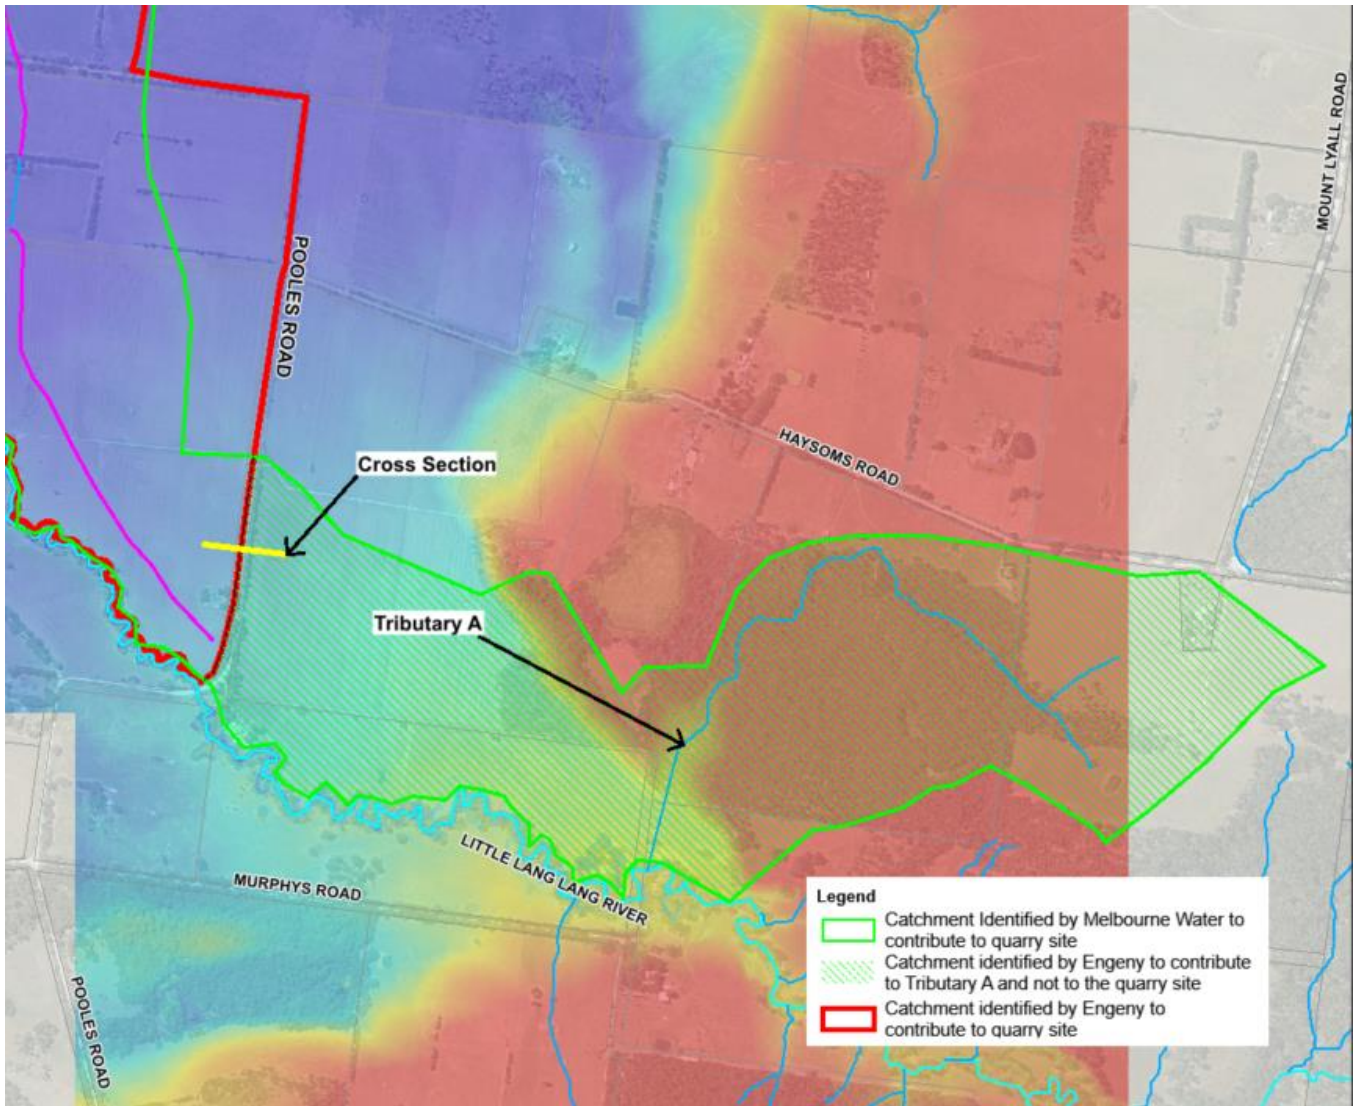 MOUNT LYALL ROAD
POOLES ROAD
HAYSOMS ROAD
Cross Section
Tributary A
LITTLE LANG LANG RIVER
MURPHYS ROAD
POOLES ROAD
Legend
Catchment Identified by Melbourne Water to
contribute to quarry site
Catchment identified by Engeny to contribute
to Tributary A and not to the quarry site
Catchment identified by Engeny to
contribute to quarry site